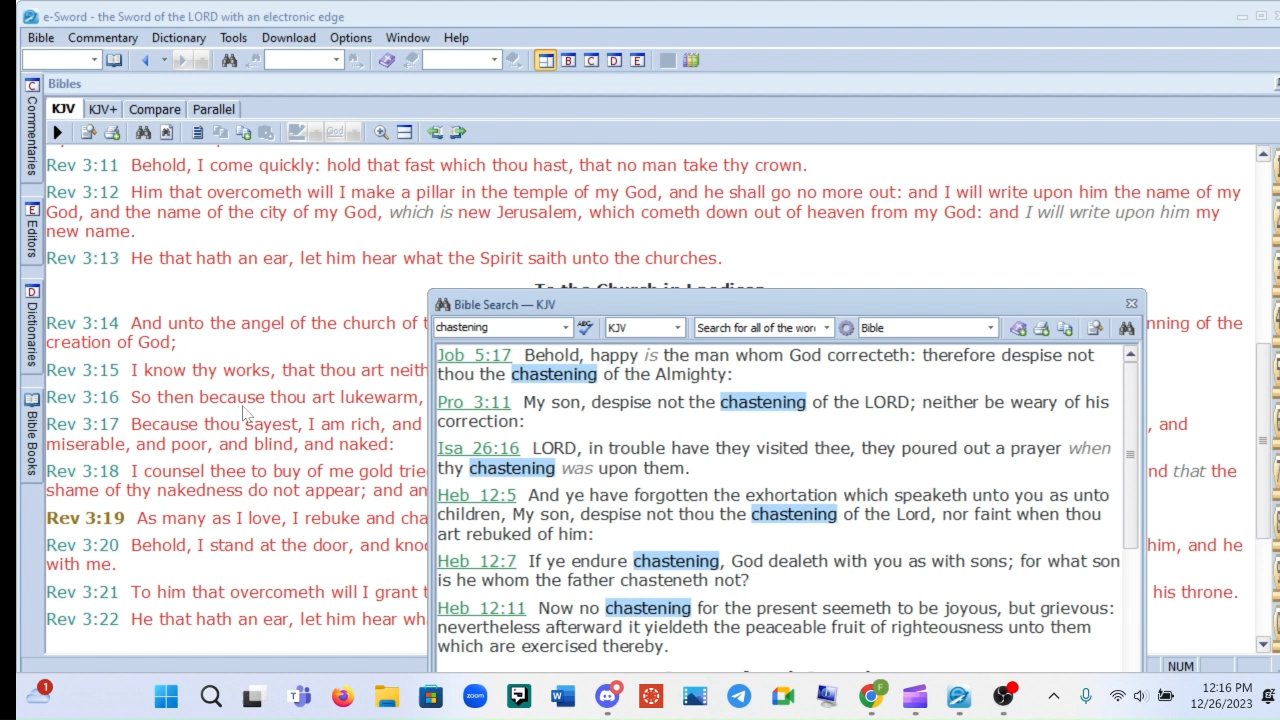 e-Sword - the Sword of the LORD with an electronic edge
Bible Commentary Dictionary Tools Download Options Window Help
B C D E
Bibles
C Commentaries
E Editors
D Dictionaries
Bible Books
KJV KJV+ Compare Parallel
God
Rev 3:11 Behold, I come quickly: hold that fast which thou hast, that no man take thy crown.
Rev 3:12 Him that overcometh will I make a pillar in the temple of my God, and he shall go no more out: and I will write upon him the name of my
God, and the name of the city of my God, which is new Jerusalem, which cometh down out of heaven from my God: and I will write upon him my
new name.
Rev 3:13 He that hath an ear, let him hear what the Spirit saith unto the churches.
Rev 3:14 And unto the angel of the church of
creation of God;
Rev 3:15 I know thy works, that thou art
Rev 3:16 So then because thou art lukewarm,
Rev 3:17 Because thou sayest, I am rich, and
, and
miserable, and poor, and blind, and naked:
Rev 3:18 I counsel thee to buy of me gold
that the
shame of thy nakedness do not appear; and
Rev 3:19 As many as I love, I rebuke and
Rev 3:20 Behold, I stand at the door, and
him, and he
with me.
Rev 3:21 To him that overcometh will I grant
his throne.
Rev 3:22 He that hath an ear, let him hear
of the
Bible Search — KJV
chastening ABC KJV Search for all of the Bible
Job 5:17 Behold, happy is the man whom God correcteth: therefore despise not
thou the chastening of the Almighty:
Pro 3:11 My son, despise not the chastening of the LORD; neither be weary of his
correction:
Isa 26:16 LORD, in trouble have they visited thee, they poured out a prayer when
thy chastening was upon them.
Heb 12:5 And ye have forgotten the exhortation which speaketh unto you as unto
children, My son, despise not thou the chastening of the Lord, nor faint when thou
art rebuked of him:
Heb 12:7 If ye endure chastening, God dealeth with you as with sons; for what son
is he whom the father chasteneth not?
Heb 12:11 Now no chastening for the present seemeth to be joyous, but grievous:
nevertheless afterward it yieldeth the peaceable fruit of righteousness unto them
which are exercised thereby.
NUM
1
zoom
F
12:16 PM
12/26/2023